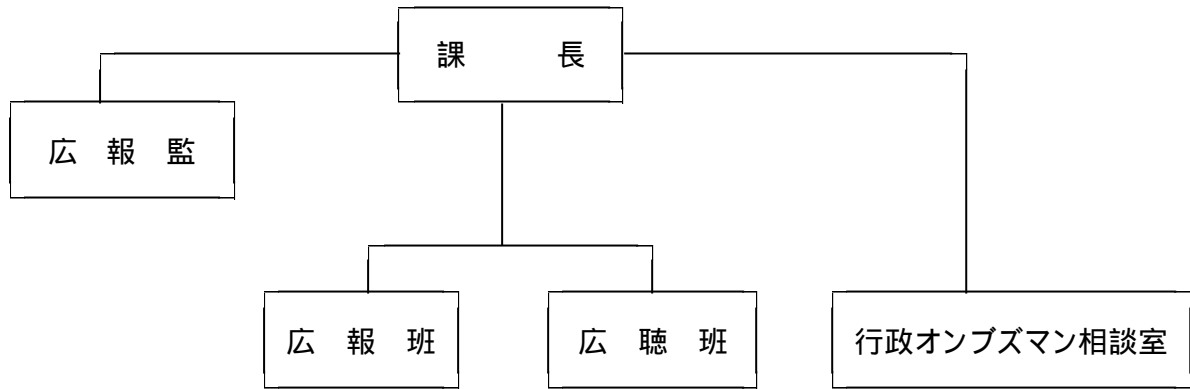 課　　長
広　報　監
広　報　班
広　聴　班
行政オンブズマン相談室